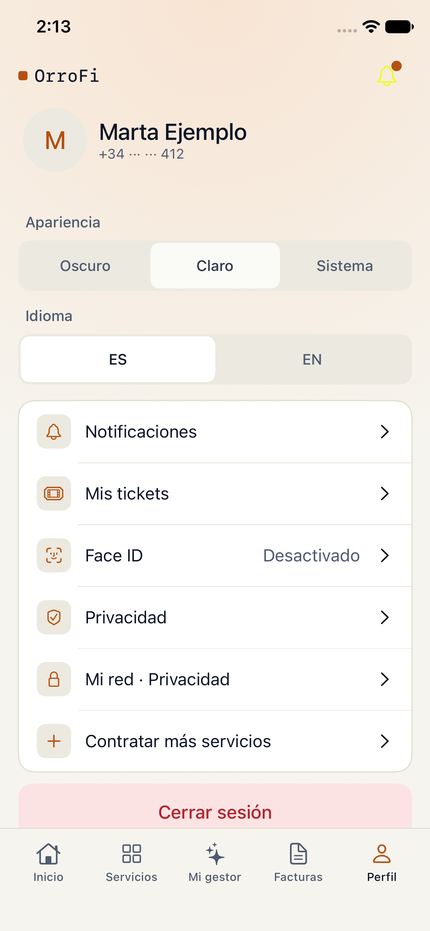 2:13
OrroFi
M
Marta Ejemplo
+34 ··· ··· 412
Apariencia
Oscuro Claro Sistema
Idioma
ES EN
Notificaciones
Mis tickets
Face ID Desactivado
Privacidad
Mi red · Privacidad
Contratar más servicios
Cerrar sesión
Inicio Servicios Mi gestor Facturas Perfil